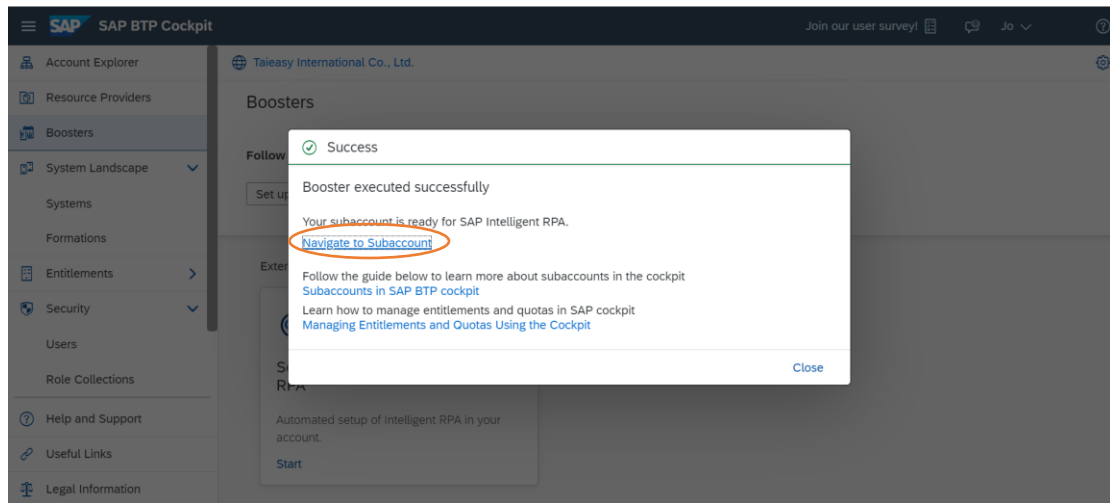 SAP SAP BTP Cockpit
Join our user survey!
Jo
Account Explorer
Resource Providers
Boosters
System Landscape
Systems
Formations
Entitlements
Security
Users
Role Collections
Help and Support
Useful Links
Legal Information
Taieasy International Co., Ltd.
Boosters
Follow
Set up
Success
Booster executed successfully
Your subaccount is ready for SAP Intelligent RPA.
Navigate to Subaccount
Follow the guide below to learn more about subaccounts in the cockpit
Subaccounts in SAP BTP cockpit
Learn how to manage entitlements and quotas in SAP cockpit
Managing Entitlements and Quotas Using the Cockpit
Close
Exter
RPA
Automated setup of Intelligent RPA in your
account.
Start